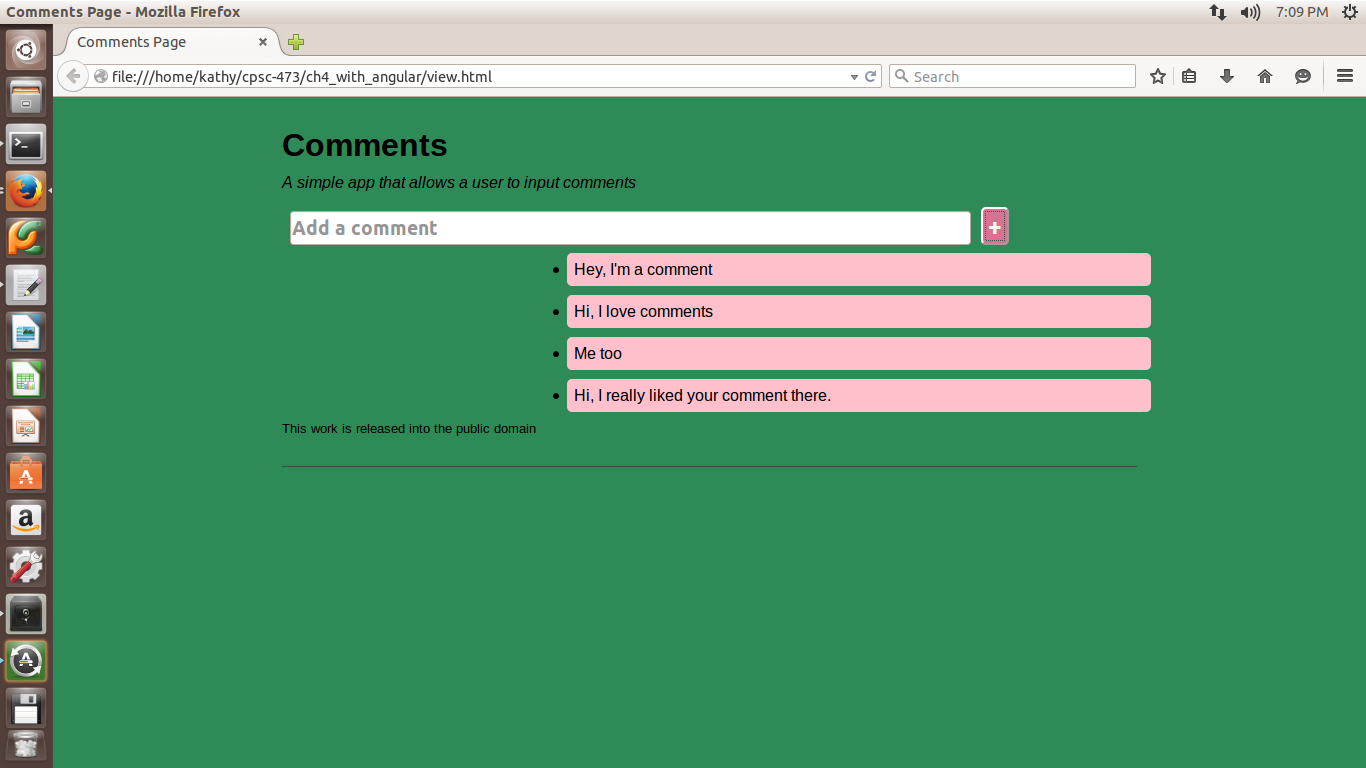 Comments Page - Mozilla Firefox
7:09 PM
Comments Page
file:///home/kathy/cpsc-473/ch4_with_angular/view.html
Search
Comments
A simple app that allows a user to input comments
Add a comment
+
Hey, I'm a comment
Hi, I love comments
Me too
Hi, I really liked your comment there.
This work is released into the public domain